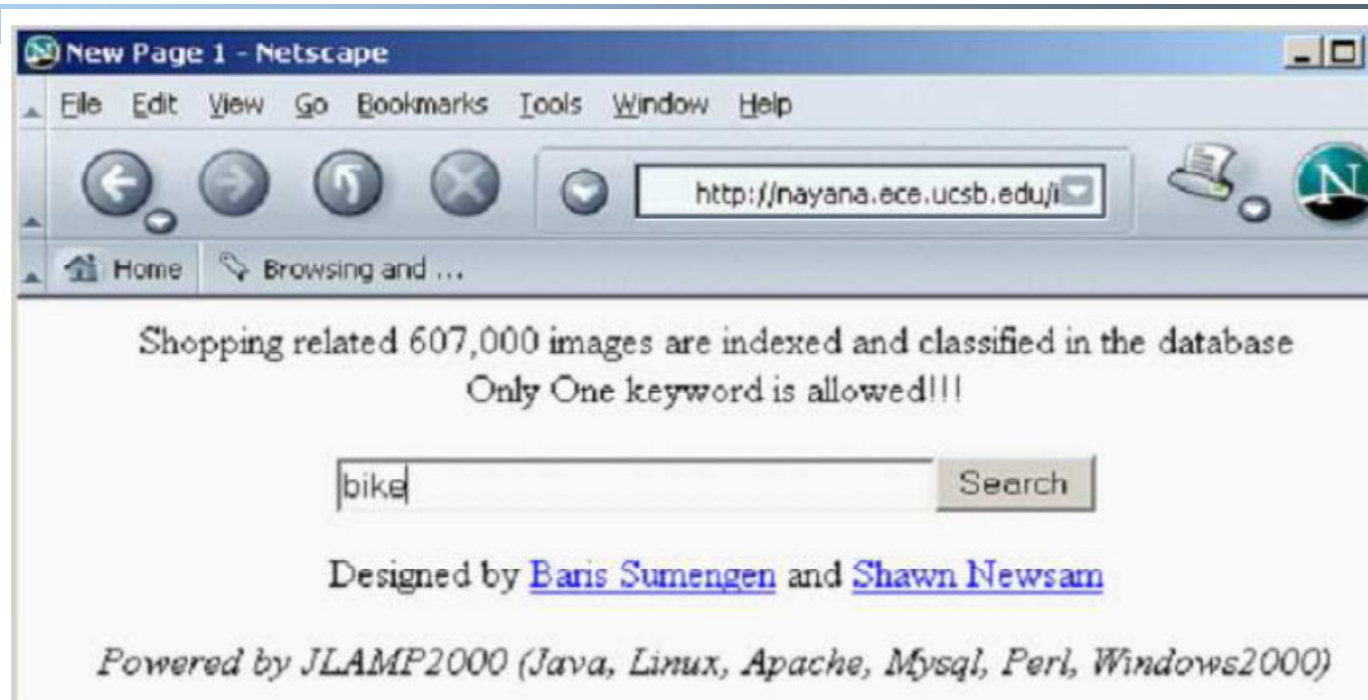 New Page 1 - Netscape
File Edit View Go Bookmarks Tools Window Help
http://nayana.ece.ucsb.edu/i
N
Home Browsing and ...
Shopping related 607,000 images are indexed and classified in the database
Only One keyword is allowed!!!
bike Search
Designed by Baris Sumengen and Shawn Newsam
Powered by JLAMP2000 (Java, Linux, Apache, Mysql, Perl, Windows2000)